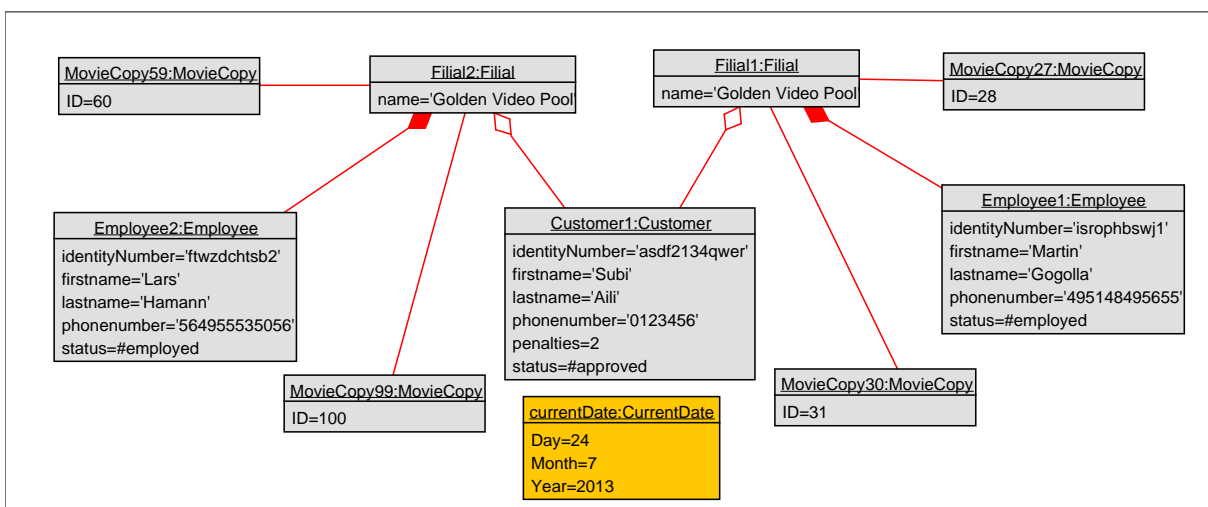 MovieCopy59:MovieCopy
ID=60
Filial2:Filial
name='Golden Video Pool'
Filial1:Filial
name='Golden Video Pool'
MovieCopy27:MovieCopy
ID=28
Employee2:Employee
identityNumber='ftwzdchtsb2'
firstname='Lars'
lastname='Hamann'
phonenumber='564955535056'
status=#employed
Customer1:Customer
identityNumber='asdf2134qwer'
firstname='Subi'
lastname='Aili'
phonenumber='0123456'
penalties=2
status=#approved
Employee1:Employee
identityNumber='isrophbswj1'
firstname='Martin'
lastname='Gogolla'
phonenumber='495148495655'
status=#employed
MovieCopy99:MovieCopy
ID=100
MovieCopy30:MovieCopy
ID=31
currentDate:CurrentDate
Day=24
Month=7
Year=2013